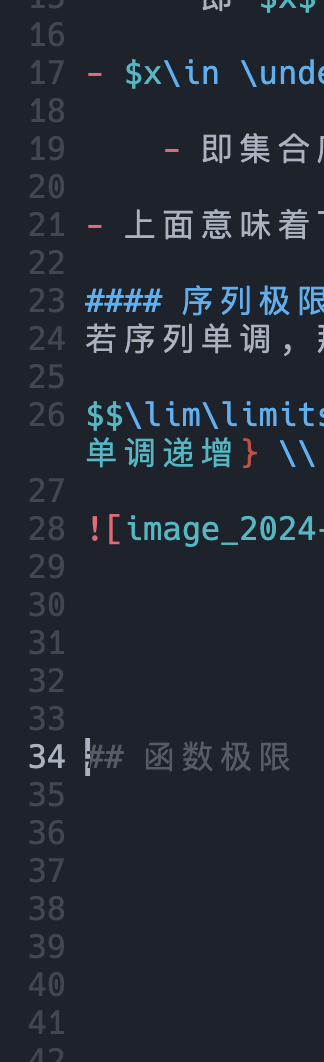 15 即 $x$
16
17 - $x\in \unde
18
19 - 即集合
20
21 - 上面意味着
22
23 #### 序列极限
24 若序列单调，
25
26 $$\lim\limits
单调递增} \\
27
28 ![image_2024-
29
30
31
32
33
34 ## 函数极限
35
36
37
38
39
40
41
42